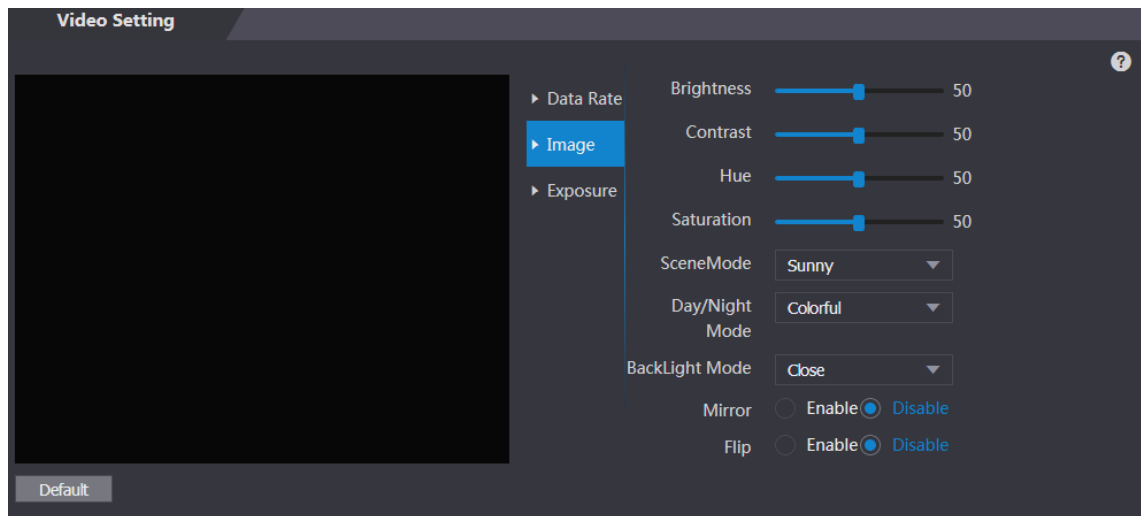 Video Setting
?
Data Rate
Image
Exposure
Brightness 50
Contrast 50
Hue 50
Saturation 50
SceneMode Sunny
Day/Night Colorful
Mode
BackLight Mode Close
Mirror Enable Disable
Flip Enable Disable
Default